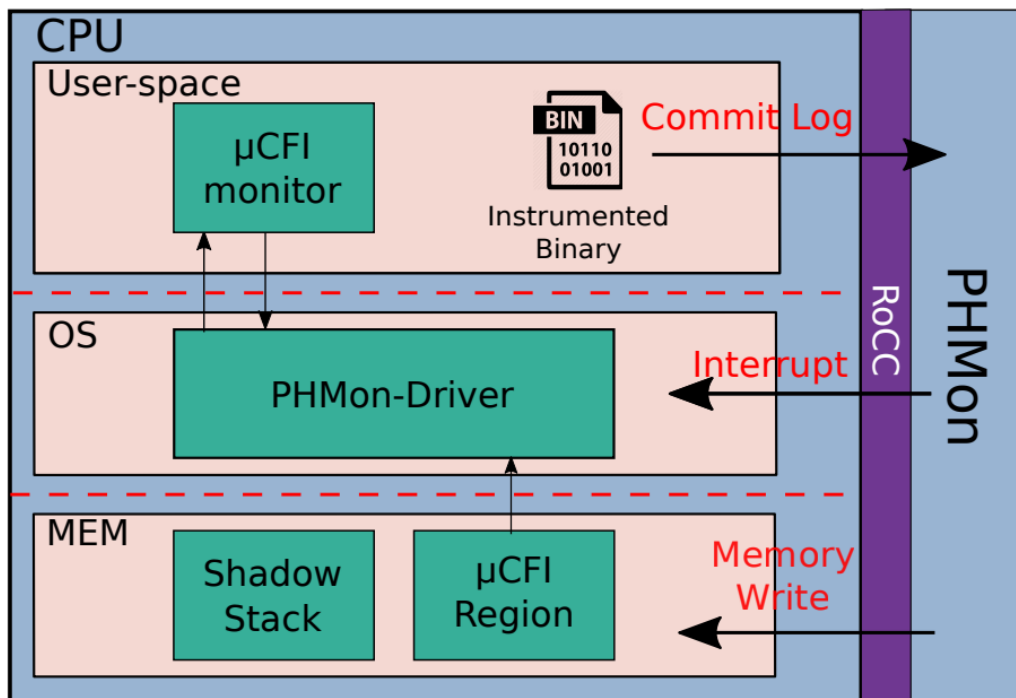 CPU
User-space
µCFI
monitor
BIN
10110
01001
Instrumented
Binary
Commit Log
OS
PHMon-Driver
Interrupt
RoCC
PHMon
MEM
Shadow
Stack
µCFI
Region
Memory
Write